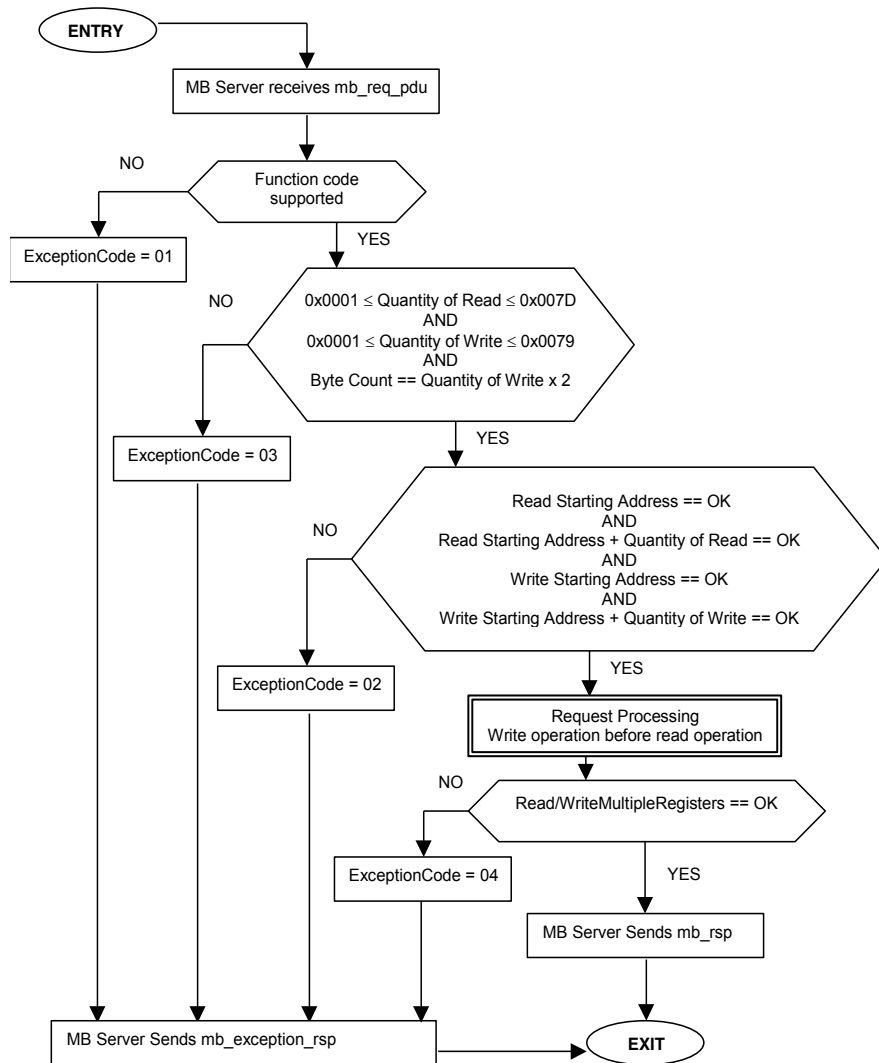 ENTRY
MB Server receives mb_req_pdu
NO
Function code
supported
YES
ExceptionCode = 01
NO
0x0001 ≤ Quantity of Read ≤ 0x007D
AND
0x0001 ≤ Quantity of Write ≤ 0x0079
AND
Byte Count == Quantity of Write x 2
YES
ExceptionCode = 03
NO
Read Starting Address == OK
AND
Read Starting Address + Quantity of Read == OK
AND
Write Starting Address == OK
AND
Write Starting Address + Quantity of Write == OK
YES
ExceptionCode = 02
Request Processing
Write operation before read operation
NO
Read/WriteMultipleRegisters == OK
YES
ExceptionCode = 04
MB Server Sends mb_rsp
MB Server Sends mb_exception_rsp
EXIT